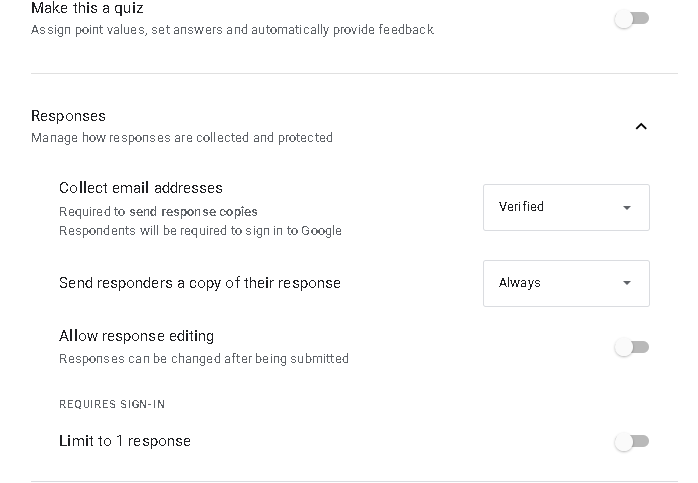 Make this a quiz
Assign point values, set answers and automatically provide feedback
Responses
Manage how responses are collected and protected
Collect email addresses
Required to send response copies
Respondents will be required to sign in to Google
Verified
Send responders a copy of their response
Always
Allow response editing
Responses can be changed after being submitted
REQUIRES SIGN-IN
Limit to 1 response